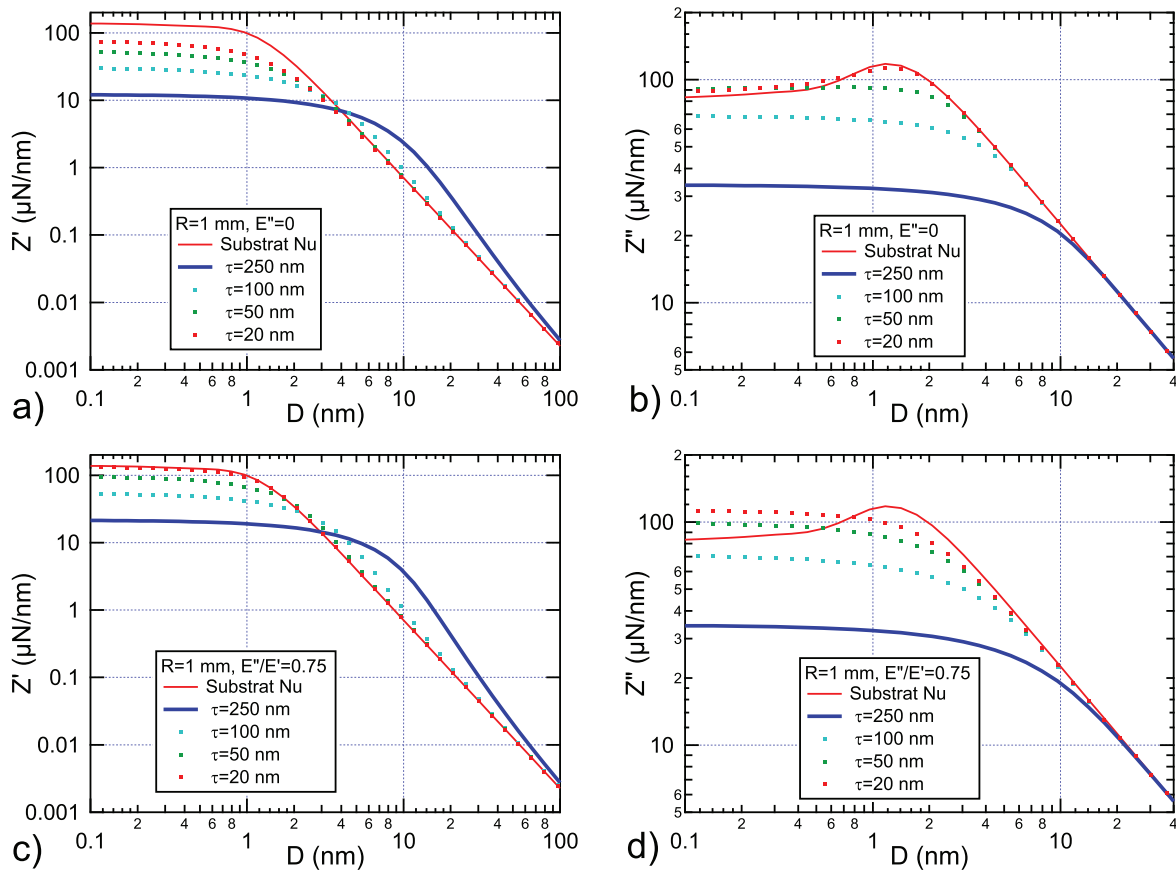 Z' (μN/nm)
100
10
1
0.1
0.01
0.001
R=1 mm, E"=0
Substrat Nu
τ=250 nm
τ=100 nm
τ=50 nm
τ=20 nm
0.1 2 4 6 8 1 2 4 6 8 10 2 4 6 8 100
D (nm)
a)
Z" (μN/nm)
2
100
8
6
5
4
3
2
10
8
6
5
R=1 mm, E"=0
Substrat Nu
τ=250 nm
τ=100 nm
τ=50 nm
τ=20 nm
0.1 2 4 6 8 1 2 4 6 8 10 2 4
D (nm)
b)
Z' (μN/nm)
100
10
1
0.1
0.01
0.001
R=1 mm, E"/E'=0.75
Substrat Nu
τ=250 nm
τ=100 nm
τ=50 nm
τ=20 nm
0.1 2 4 6 8 1 2 4 6 8 10 2 4 6 8 100
D (nm)
c)
Z" (μN/nm)
2
100
8
6
5
4
3
2
10
8
6
5
R=1 mm, E"/E'=0.75
Substrat Nu
τ=250 nm
τ=100 nm
τ=50 nm
τ=20 nm
0.1 2 4 6 8 1 2 4 6 8 10 2 4
D (nm)
d)